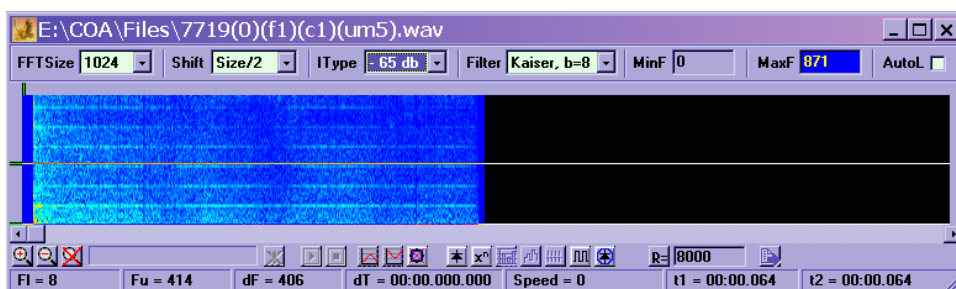 E:\COA\Files\7719(0)(f1)(c1)(um5).wav
FFTSize 1024 Shift Size/2 IType - 65 db Filter Kaiser, b=8 MinF 0 MaxF 871 AutoL
xⁿ R= 8000
Fl = 8 Fu = 414 dF = 406 dT = 00:00.000.000 Speed = 0 t1 = 00:00.064 t2 = 00:00.064